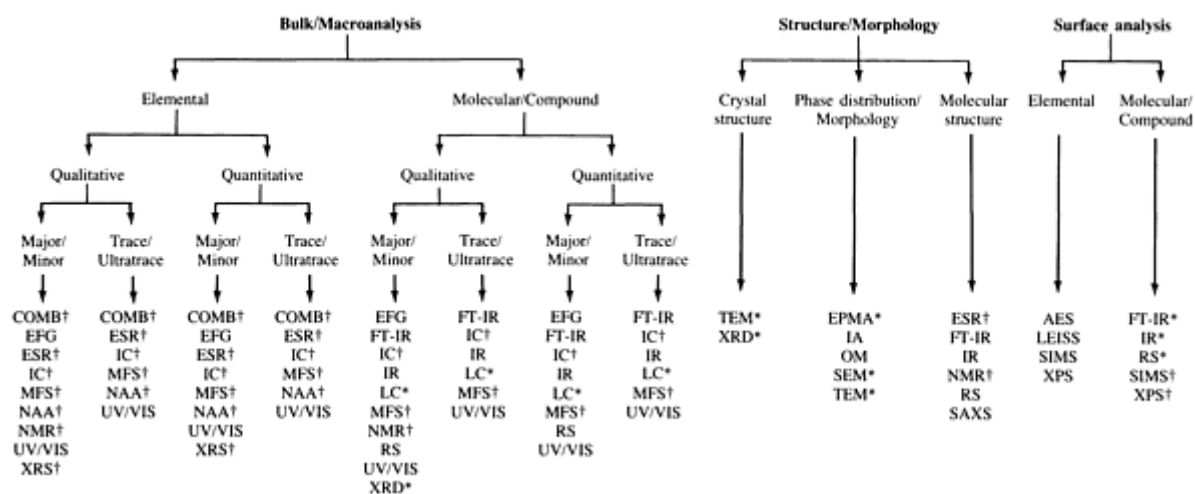 Bulk/Macroanalysis
Elemental
Qualitative
Major/
Minor
COMB†
EFG
ESR†
IC†
MFS†
NAA†
NMR†
UV/VIS
XRS†
Trace/
Ultratrace
COMB†
ESR†
IC†
MFS†
NAA†
UV/VIS
Quantitative
Major/
Minor
COMB†
EFG
ESR†
IC†
MFS†
NAA†
UV/VIS
XRS†
Trace/
Ultratrace
COMB†
ESR†
IC†
MFS†
NAA†
UV/VIS
Molecular/Compound
Qualitative
Major/
Minor
EFG
FT-IR
IC†
IR
LC*
MFS†
NMR†
RS
UV/VIS
XRD*
Trace/
Ultratrace
FT-IR
IC†
IR
LC*
MFS†
UV/VIS
Quantitative
Major/
Minor
EFG
FT-IR
IC†
IR
LC*
MFS†
RS
UV/VIS
Trace/
Ultratrace
FT-IR
IC†
IR
LC*
MFS†
UV/VIS
Structure/Morphology
Crystal
structure
TEM*
XRD*
Phase distribution/
Morphology
EPMA*
IA
OM
SEM*
TEM*
Molecular
structure
ESR†
FT-IR
IR
NMR†
RS
SAXS
Surface analysis
Elemental
AES
LEISS
SIMS
XPS
Molecular/
Compound
FT-IR*
IR*
RS*
SIMS†
XPS†